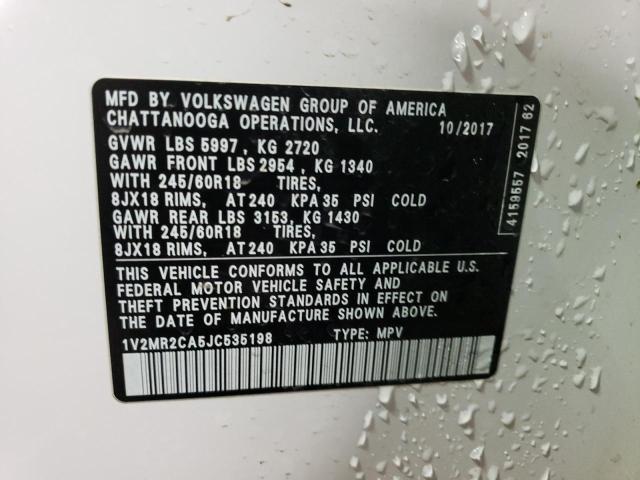 MFD BY. VOLKSWAGEN GROUP OF AMERICA
CHATTANOOGA OPERATIONS, LLC. 10/2017
GVWR LBS 5997 , KG 2720
GAWR FRONT LBS 2954 , KG 1340
WITH 245/60R18 TIRES,
8JX18 RIMS, AT 240 KPA 35 PSI COLD
GAWR REAR LBS 3153, KG 1430
WITH 245/60R18 TIRES,
8JX18 RIMS, AT 240 KPA 35 PSI COLD
THIS VEHICLE CONFORMS TO ALL APPLICABLE U.S.
FEDERAL MOTOR VEHICLE SAFETY AND
THEFT PREVENTION STANDARDS IN EFFECT ON
THE DATE OF MANUFACTURE SHOWN ABOVE.
1V2MR2CA5JC535198 TYPE: MPV
4159557 2017 62